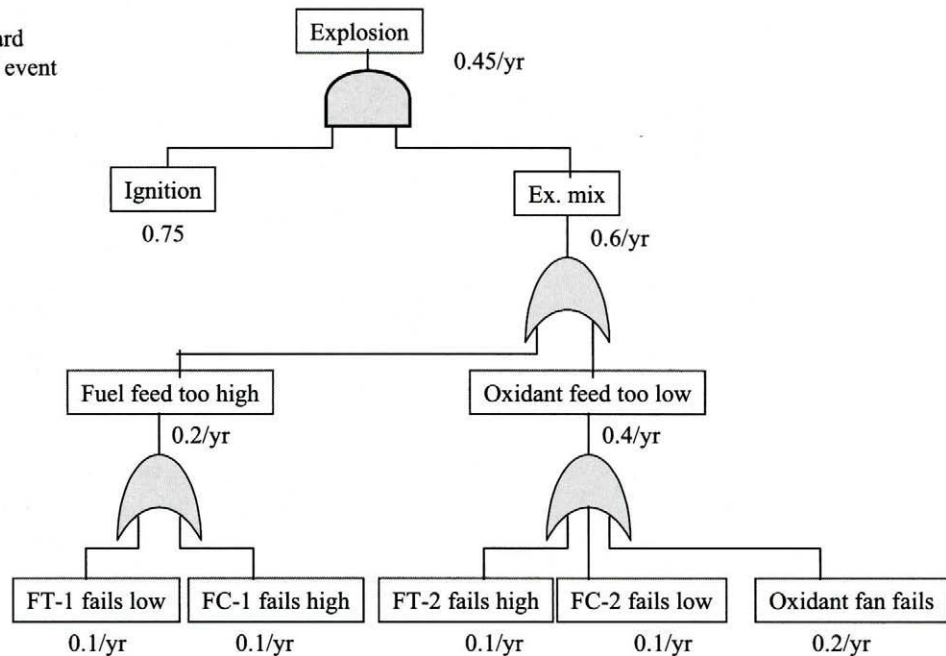 Explosion
ard
event
0.45/yr
Ignition
Ex. mix
0.75
0.6/yr
Fuel feed too high
Oxidant feed too low
0.2/yr
0.4/yr
FT-1 fails low
FC-1 fails high
FT-2 fails high
FC-2 fails low
Oxidant fan fails
0.1/yr
0.1/yr
0.1/yr
0.1/yr
0.2/yr